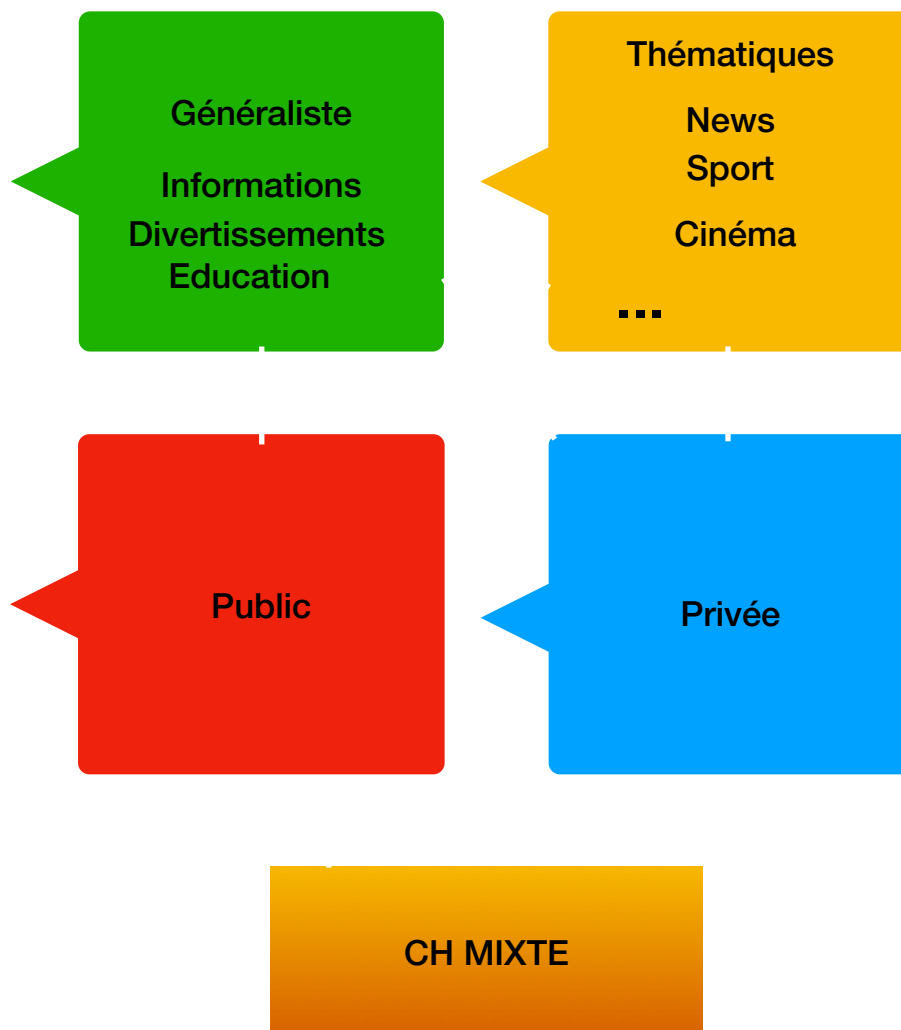 Généraliste
Informations
Divertissements
Education
Thématiques
News
Sport
Cinéma
...
Public
Privée
CH MIXTE